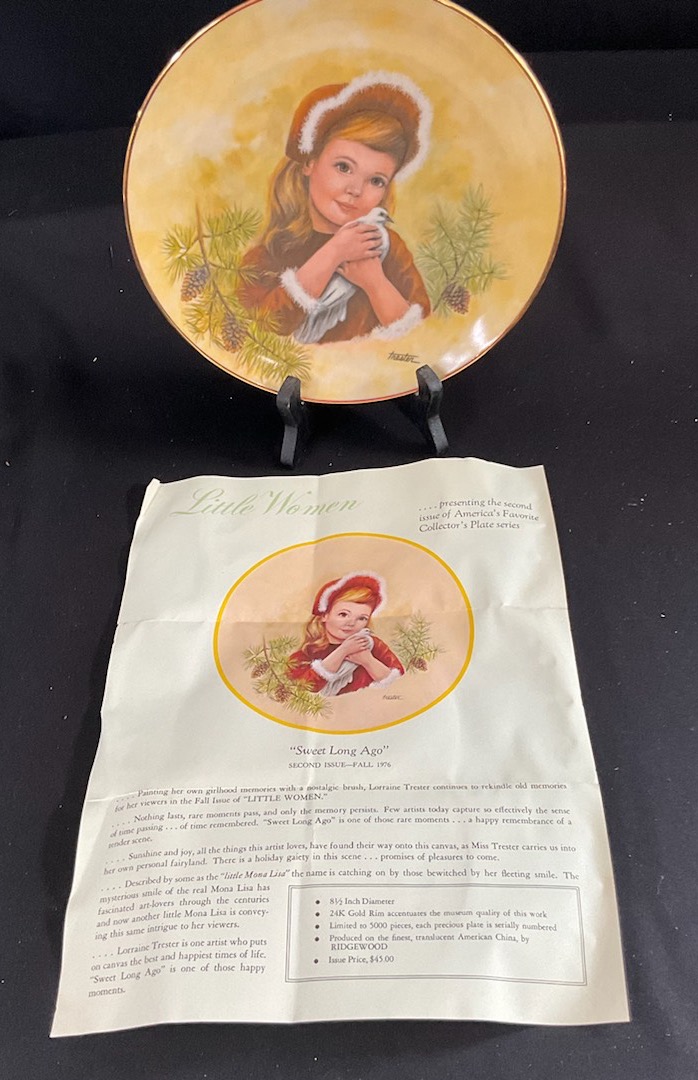 trester
Little Women
. . . . presenting the second
issue of America's Favorite
Collector's Plate series
trester
"Sweet Long Ago"
SECOND ISSUE—FALL 1976
. . . . Painting her own girlhood memories with a nostalgic brush, Lorraine Trester continues to rekindle old memories
for her viewers in the Fall Issue of "LITTLE WOMEN."
. . . . Nothing lasts, rare moments pass, and only the memory persists. Few artists today capture so effectively the sense
of time passing . . . of time remembered. "Sweet Long Ago" is one of those rare moments . . . a happy remembrance of a
tender scene.
. . . . Sunshine and joy, all the things this artist loves, have found their way onto this canvas, as Miss Trester carries us into
her own personal fairyland. There is a holiday gaiety in this scene . . . promises of pleasures to come.
. . . . Described by some as the "little Mona Lisa" the name is catching on by those bewitched by her fleeting smile. The
mysterious smile of the real Mona Lisa has
fascinated art-lovers through the centuries
and now another little Mona Lisa is convey-
ing this same intrigue to her viewers.
. . . . Lorraine Trester is one artist who puts
on canvas the best and happiest times of life.
"Sweet Long Ago" is one of those happy
moments.
• 8½ Inch Diameter
• 24K Gold Rim accentuates the museum quality of this work
• Limited to 5000 pieces, each precious plate is serially numbered
• Produced on the finest, translucent American China, by
RIDGEWOOD
• Issue Price, $45.00